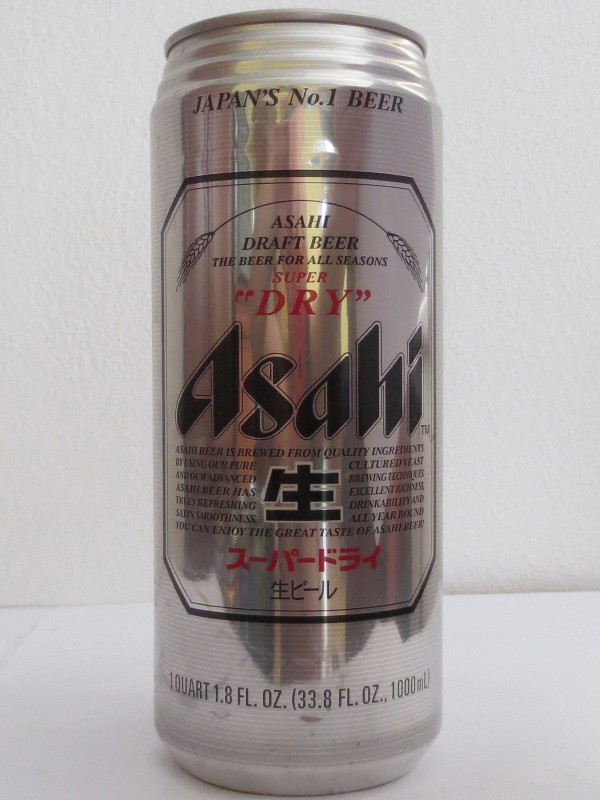 JAPAN'S No.1 BEER
ASAHI
DRAFT BEER
THE BEER FOR ALL SEASONS
SUPER
"DRY"
Asahi TM
ASAHI BEER IS BREWED FROM QUALITY INGREDIENTS
BY USING OUR PURE CULTURED YEAST
AND OUR ADVANCED BREWING TECHNIQUES.
ASAHI BEER HAS EXCELLENT RICHNESS,
TRULY REFRESHING DRINKABILITY AND
SATIN SMOOTHNESS. ALL YEAR ROUND
生
YOU CAN ENJOY THE GREAT TASTE OF ASAHI BEER!
スーパードライ
生ビール
1 QUART 1.8 FL. OZ. (33.8 FL. OZ., 1000mL)